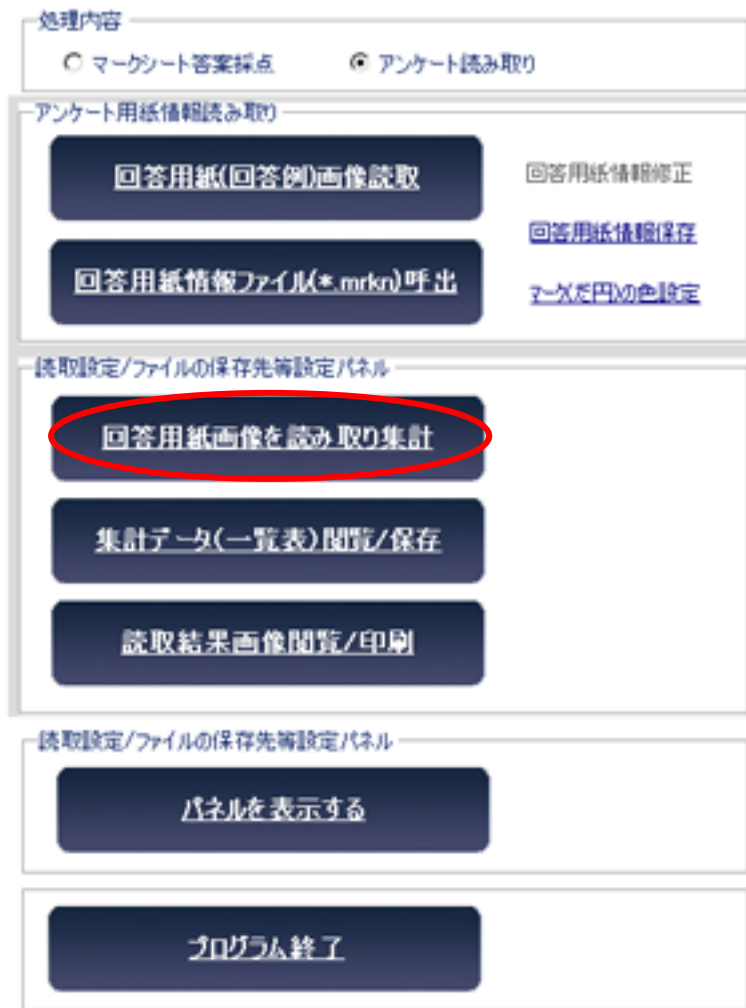 処理内容
マークシート答案採点 アンケート読み取り
アンケート用紙情報読み取り
回答用紙(回答例)画像読取 回答用紙情報修正
回答用紙情報保存
回答用紙情報ファイル(*.mrkn)呼出
マーク(だ円)の色設定
読取設定/ファイルの保存先等設定パネル
回答用紙画像を読み取り集計
集計データ(一覧表)閲覧/保存
読取結果画像閲覧/印刷
読取設定/ファイルの保存先等設定パネル
パネルを表示する
プログラム終了